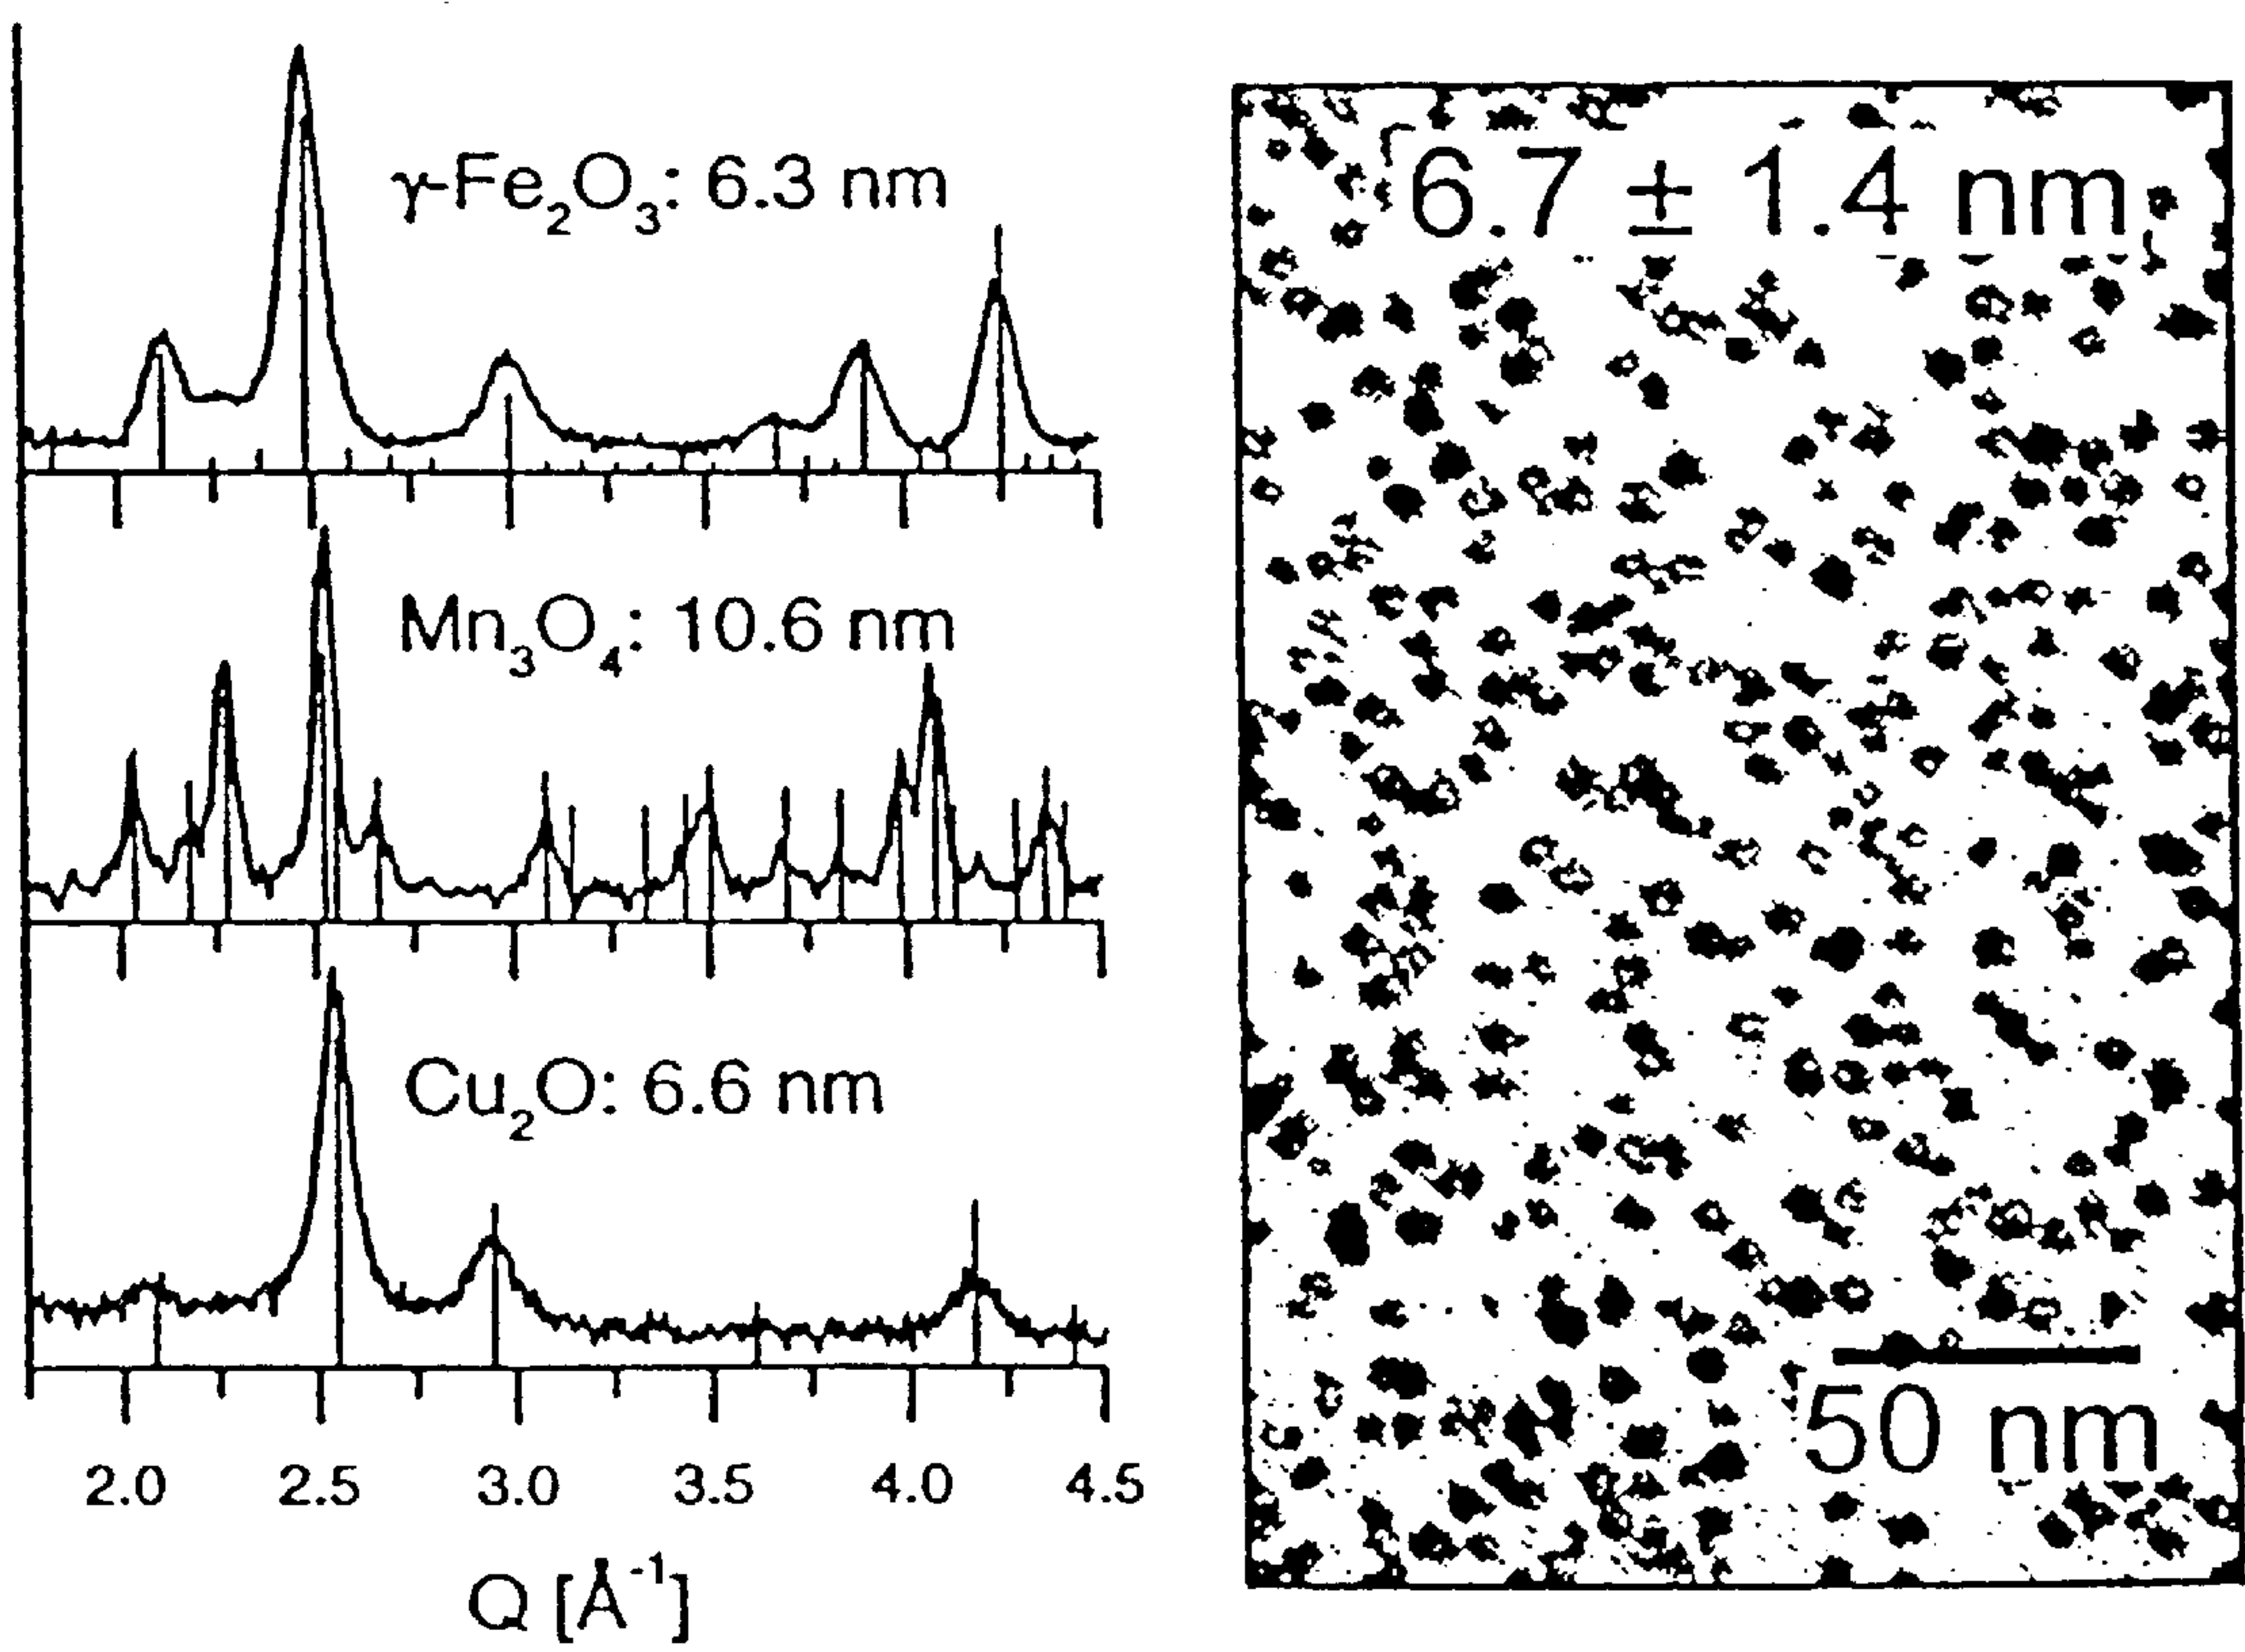 γ-Fe₂O₃: 6.3 nm
Mn₃O₄: 10.6 nm
Cu₂O: 6.6 nm
2.0 2.5 3.0 3.5 4.0 4.5
Q [Å⁻¹]
6.7 ± 1.4 nm
50 nm